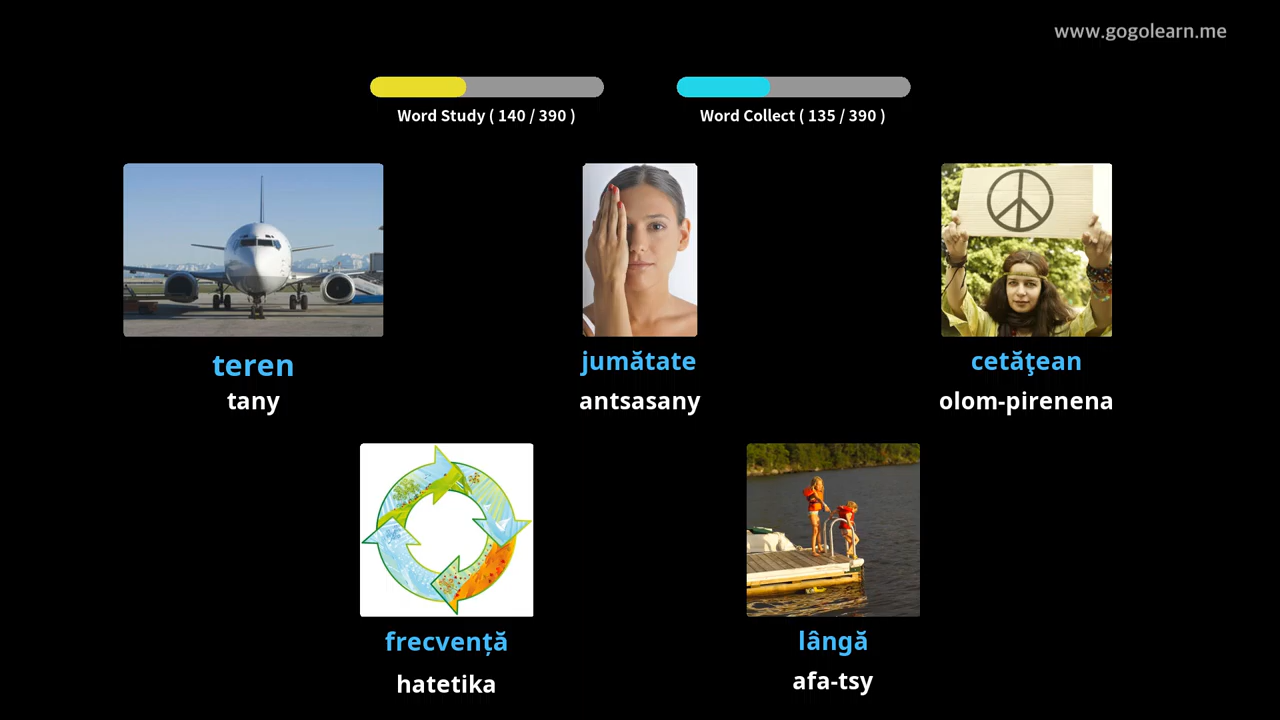 www.gogolearn.me
Word Study ( 140 / 390 )
Word Collect ( 135 / 390 )
teren
tany
jumătate
antsasany
cetăţean
olom-pirenena
frecvență
hatetika
lângă
afa-tsy